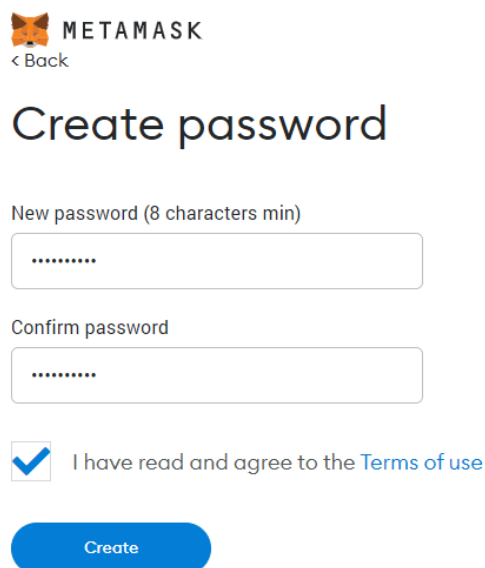 METAMASK
< Back
Create password
New password (8 characters min)
••••••••••
Confirm password
••••••••••
I have read and agree to the Terms of use
Create